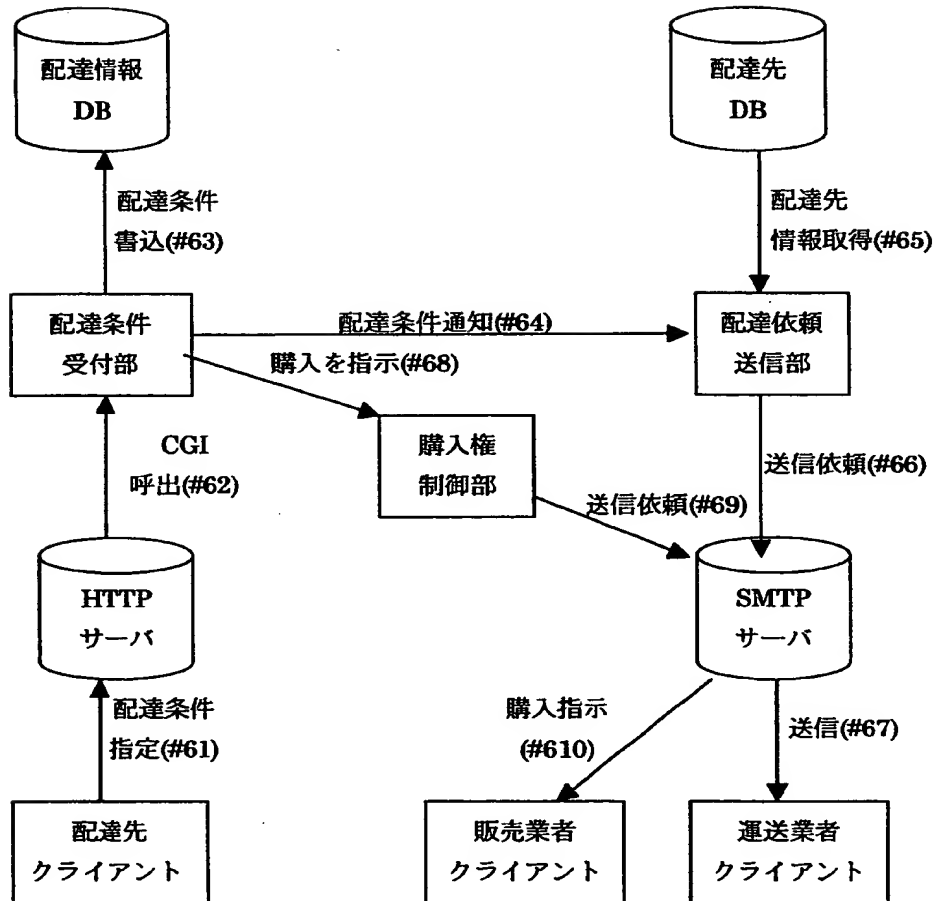 配達情報
DB
配達先
DB
配達条件
書込(#63)
配達先
情報取得(#65)
配達条件
受付部
配達条件通知(#64)
配達依頼
送信部
購入を指示(#68)
購入権
制御部
CGI
呼出(#62)
送信依頼(#66)
送信依頼(#69)
HTTP
サーバ
SMTP
サーバ
配達条件
指定(#61)
購入指示
(#610)
送信(#67)
配達先
クライアント
販売業者
クライアント
運送業者
クライアント